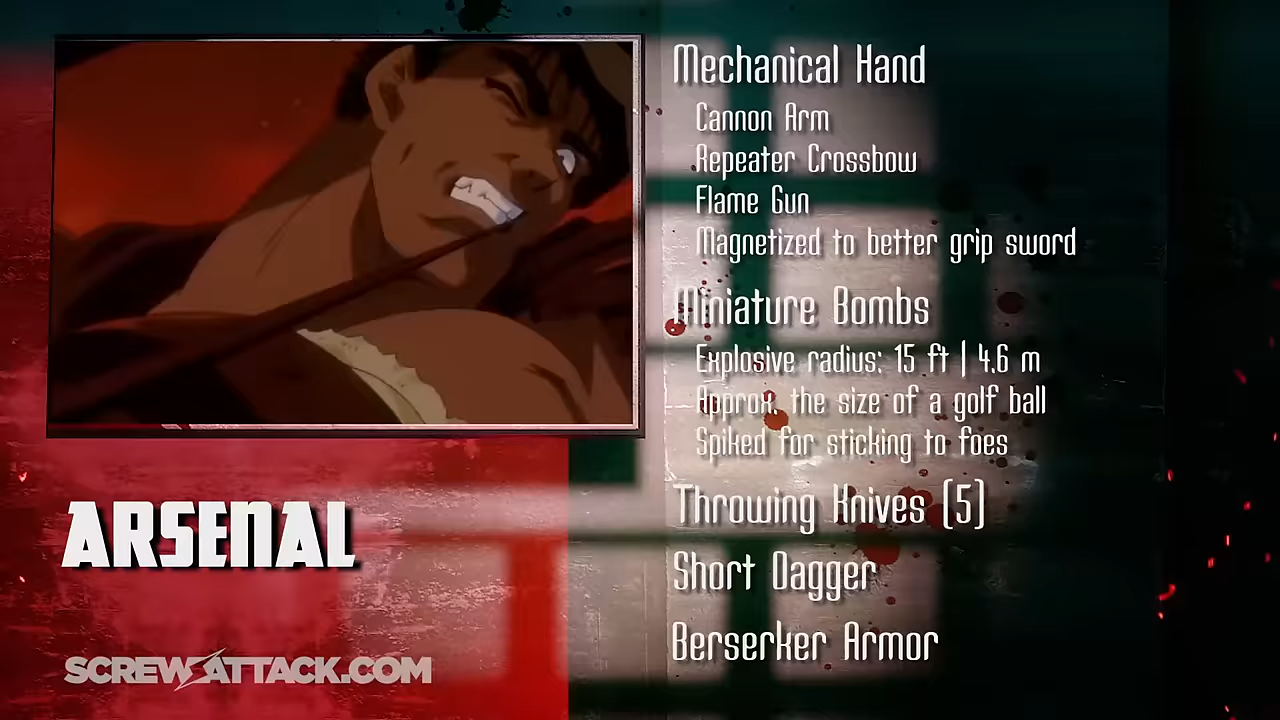 Mechanical Hand
Cannon Arm
Repeater Crossbow
Flame Gun
Magnetized to better grip sword
Miniature Bombs
Explosive radius: 15 ft | 4.6 m
Approx. the size of a golf ball
Spiked for sticking to foes
Throwing Knives (5)
Short Dagger
Berserker Armor
ARSENAL
SCREWATTACK.COM